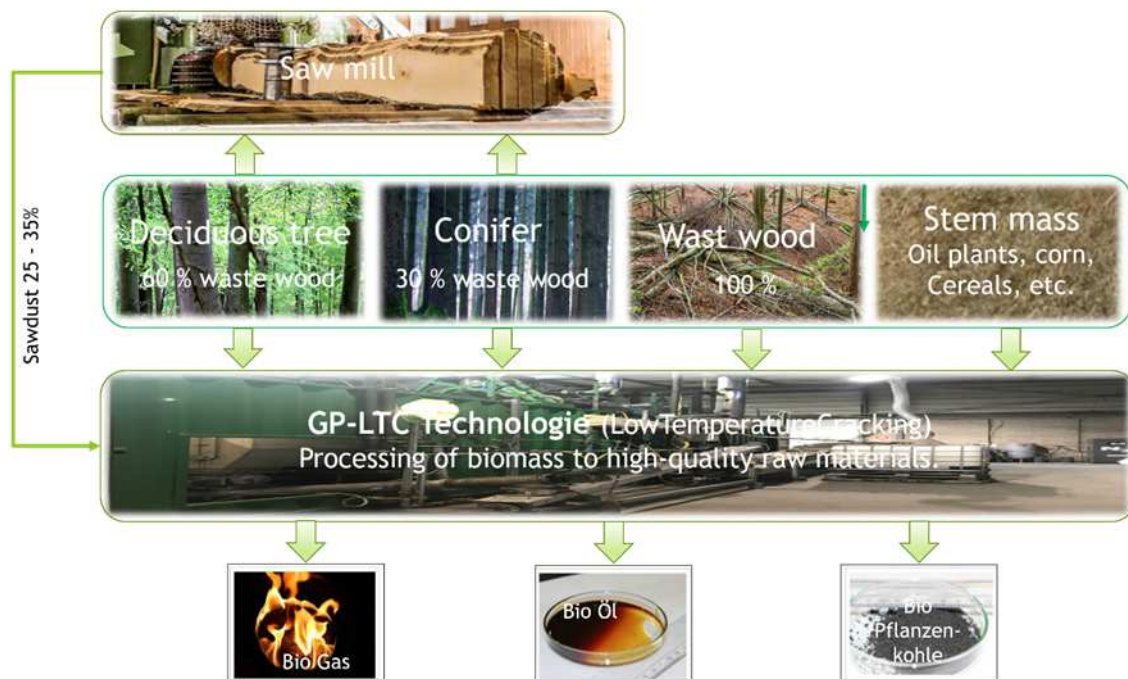 Saw mill
Sawdust 25 - 35%
Deciduous tree
60 % waste wood
Conifer
30 % waste wood
Wast wood
100 %
Stem mass
Oil plants, corn,
Cereals, etc.
GP-LTC Technologie (LowTemperatureCracking)
Processing of biomass to high-quality raw materials.
Bio Gas
Bio Öl
Bio
Pflanzen-
kohle